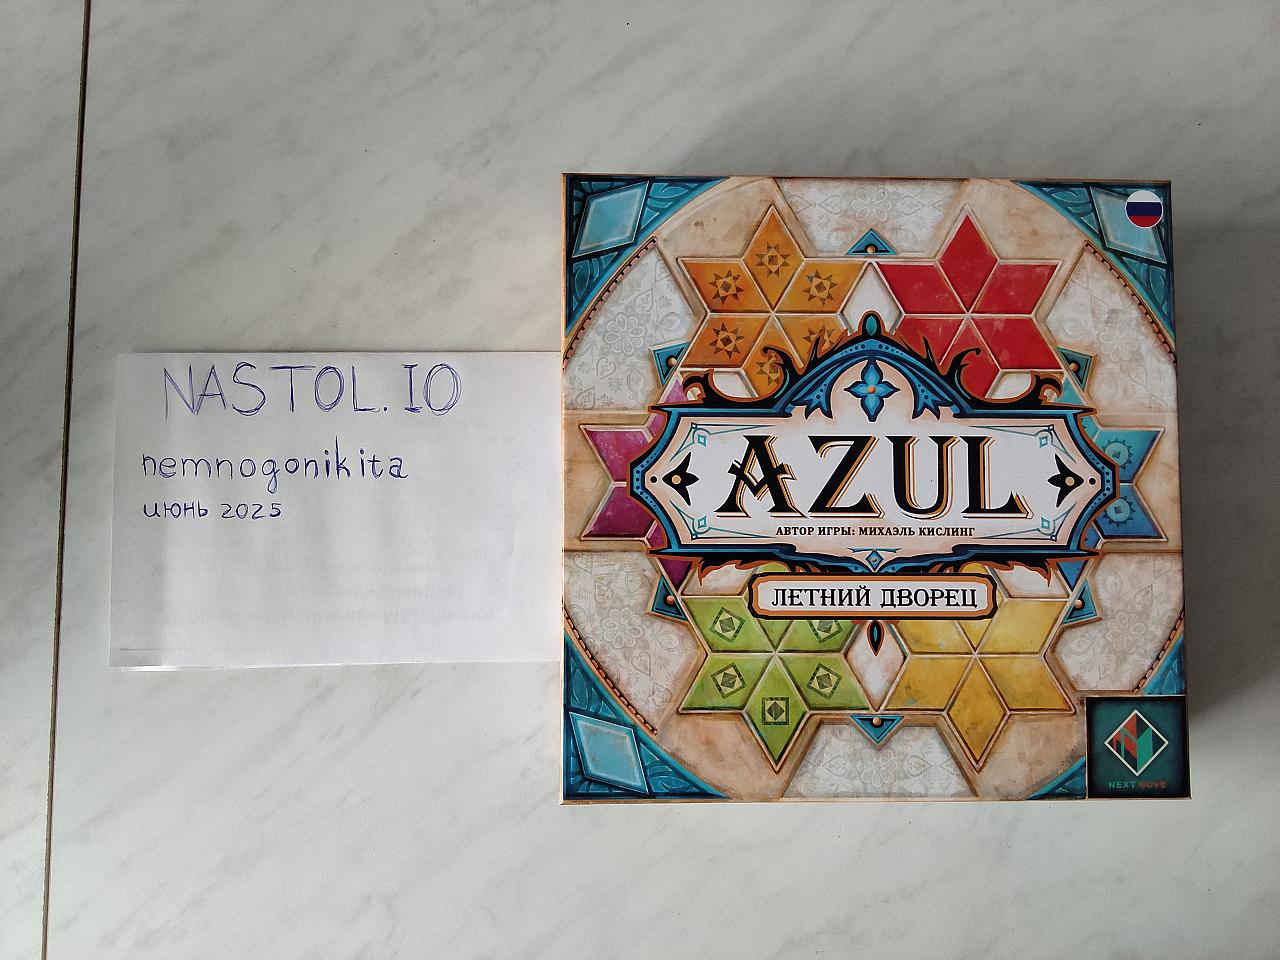 NASTOL.IO
nemnogonikita
июнь 2025
AZUL
АВТОР ИГРЫ: МИХАЭЛЬ КИСЛИНГ
ЛЕТНИЙ ДВОРЕЦ
NEXT MOVE